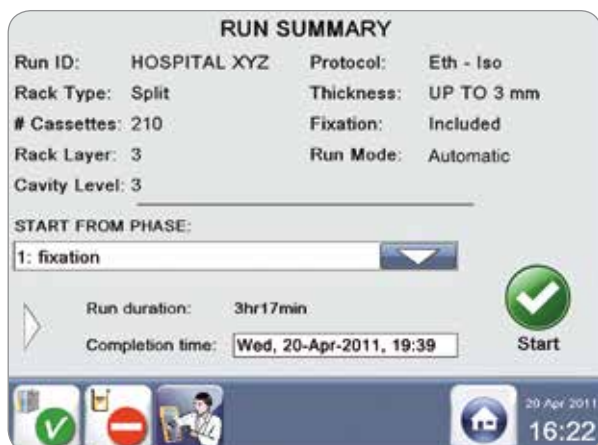 RUN SUMMARY
Run ID: HOSPITAL XYZ Protocol: Eth - Iso
Rack Type: Split Thickness: UP TO 3 mm
# Cassettes: 210 Fixation: Included
Rack Layer: 3 Run Mode: Automatic
Cavity Level: 3
START FROM PHASE:
1: fixation
Run duration: 3hr17min
Completion time: Wed, 20-Apr-2011, 19:39
Start
20 Apr 2011
16:22